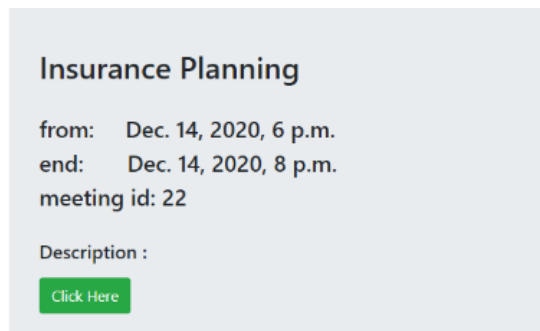 Insurance Planning
from: Dec. 14, 2020, 6 p.m.
end: Dec. 14, 2020, 8 p.m.
meeting id: 22
Description :
Click Here